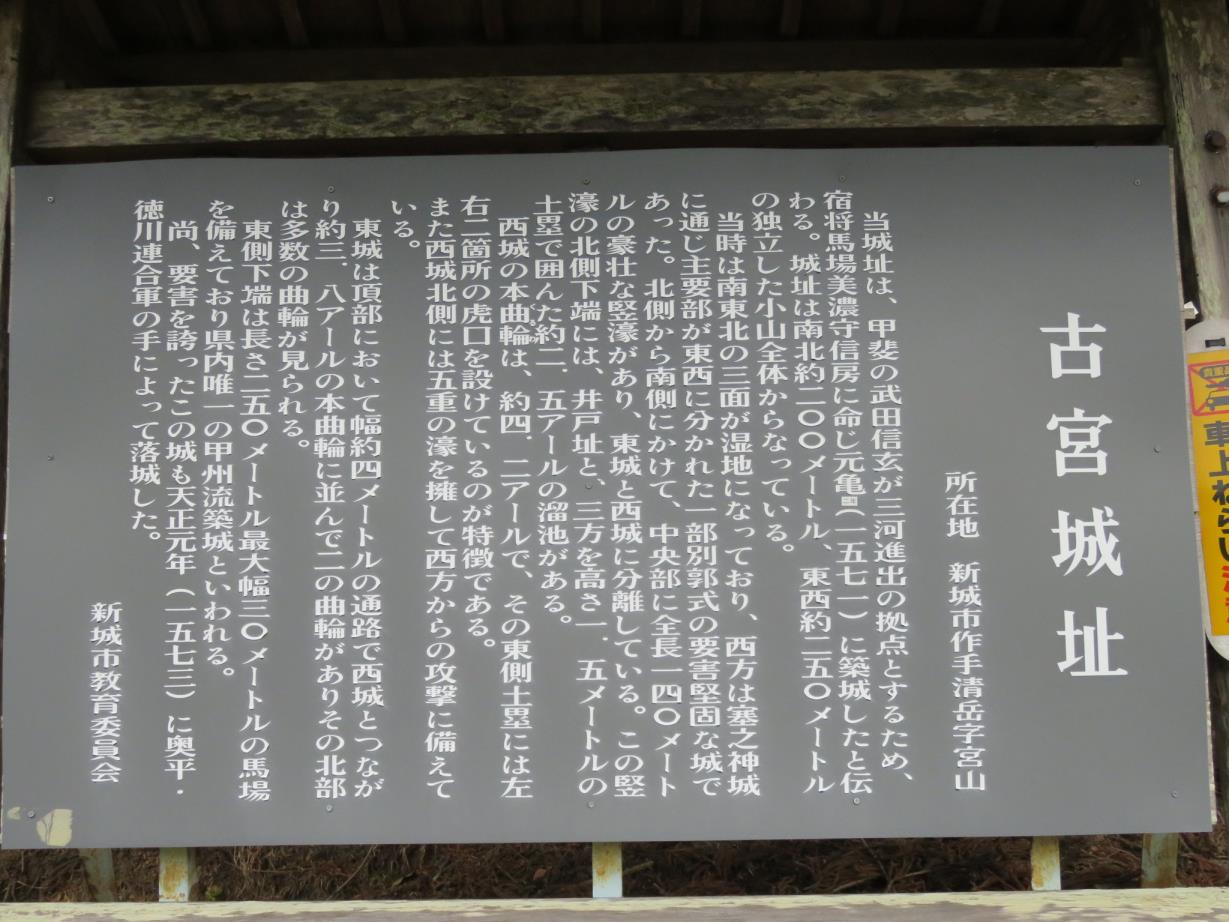 古宮城址
所在地　新城市作手清岳字宮山
当城址は、甲斐の武田信玄が三河進出の拠点とするため、
宿将馬場美濃守信房に命じ元亀（一五七一）に築城したと伝
わる。城址は南北約二〇〇メートル、東西約二五〇メートル
の独立した小山全体からなっている。
当時は南東北の三面が湿地になっており、西方は塞之神城
に通じ主要部が東西に分かれた一部別郭式の要害堅固な城で
あった。北側から南側にかけて、中央部に全長一四〇メート
ルの豪壮な竪濠があり、東城と西城に分離している。この竪
濠の北側下端には、井戸址と、三方を高さ一．五メートルの
土塁で囲んだ約二．五アールの溜池がある。
西城の本曲輪は、約四．二アールで、その東側土塁には左
右二箇所の虎口を設けているのが特徴である。
また西城北側には五重の濠を擁して西方からの攻撃に備えて
いる。
東城は頂部において幅約四メートルの通路で西城とつなが
り約三．八アールの本曲輪に並んで二の曲輪がありその北部
は多数の曲輪が見られる。
東側下端は長さ二五〇メートル最大幅三〇メートルの馬場
を備えており県内唯一の甲州流築城といわれる。
尚、要害を誇ったこの城も天正元年（一五七三）に奥平・
徳川連合軍の手によって落城した。
新城市教育委員会
貴重品
車上ねらい